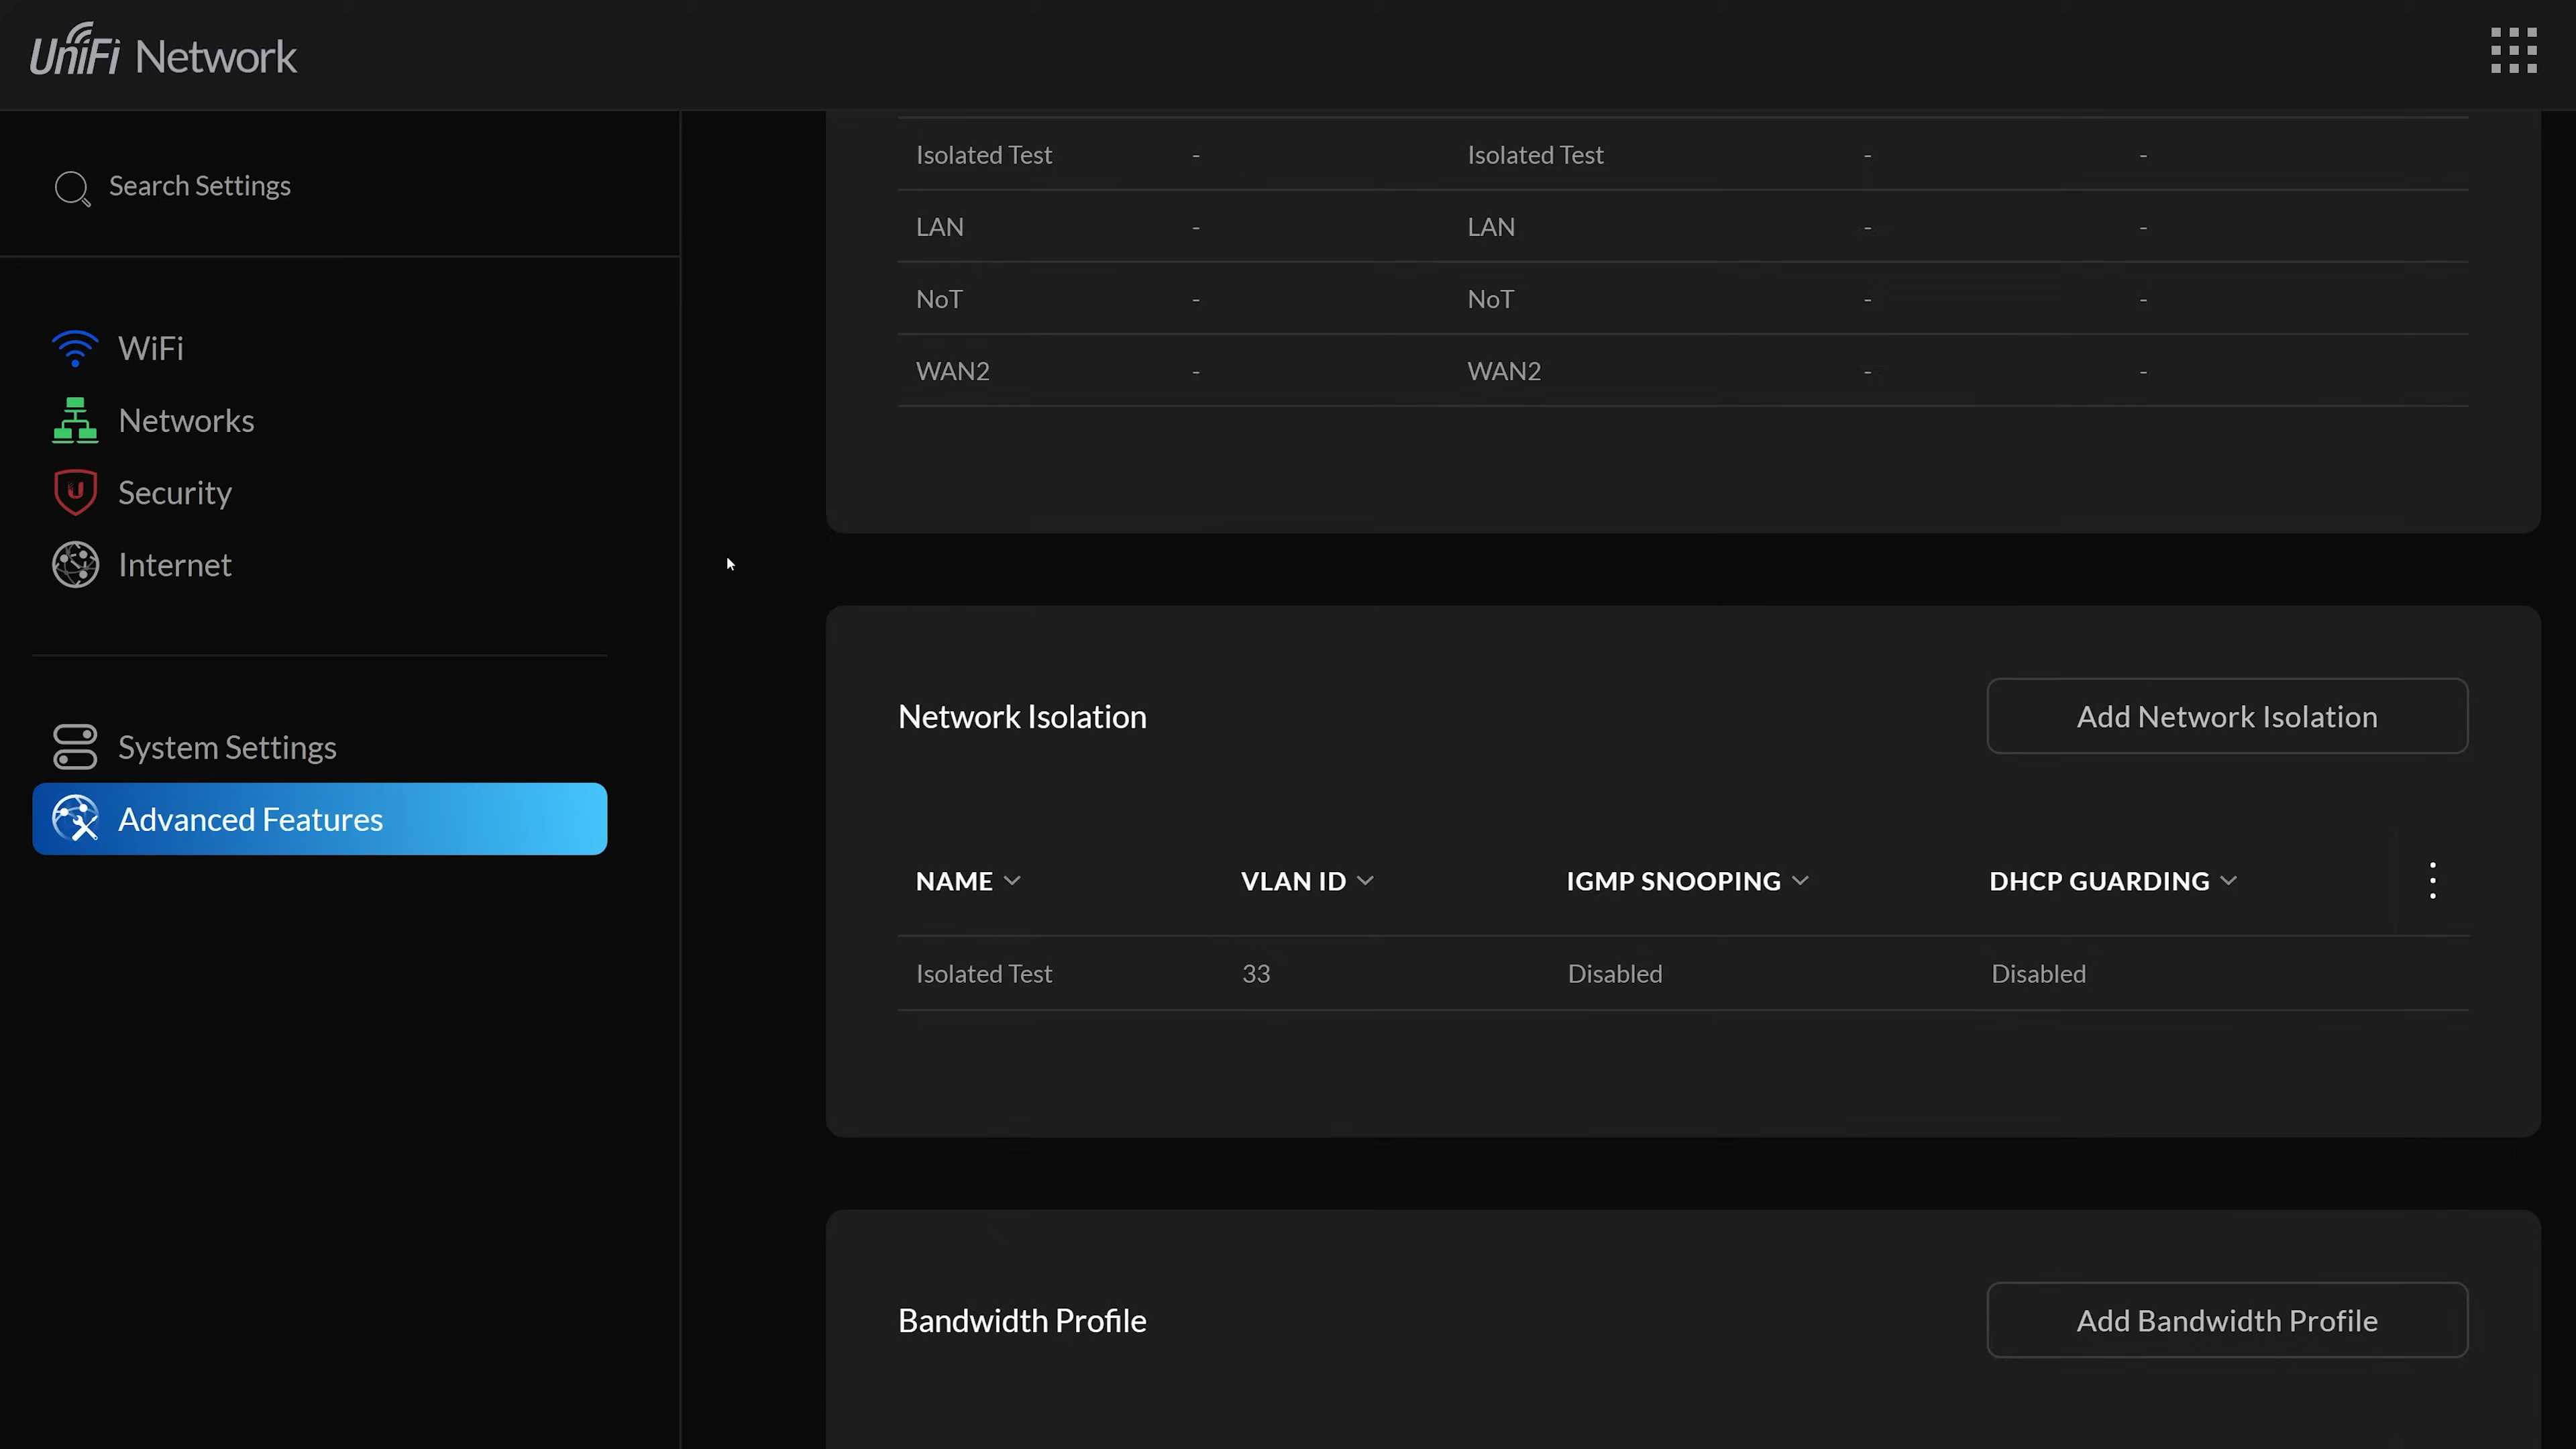 UniFi Network
Search Settings
WiFi
Networks
Security
Internet
System Settings
Advanced Features
Isolated Test - Isolated Test - -
LAN - LAN - -
NoT - NoT - -
WAN2 - WAN2 - -
Network Isolation
Add Network Isolation
NAME VLAN ID IGMP SNOOPING DHCP GUARDING
Isolated Test 33 Disabled Disabled
Bandwidth Profile
Add Bandwidth Profile